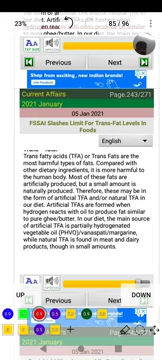 23%
85 / 96
Previous
Next
Shop from exciting, new Indian brands!
Current Affairs
Page.243/271
2021 January
05 Jan 2021
FSSAI Slashes Limit For Trans-Fat Levels In
Foods
English
Trans fatty acids (TFA) or Trans Fats are the
most harmful types of fats. Compared with
other dietary ingredients, it is more harmful to
the human body. Most of these fats are
artificially produced, but a small amount is
naturally produced. Therefore, these may be in
the form of artificial TFA and/or natural TFA in
our diet. Artificial TFAs are formed when
hydrogen reacts with oil to produce fat similar
to pure ghee/butter. In our diet, the main source
of artificial TFA is partially hydrogenated
vegetable oil (PHVO)/vanaspati/margarine,
while natural TFA is found in meat and dairy
products, though in small amounts.
UP
DOWN
Previous
Next
Shop from exciting, new Indian brands!
2021 January